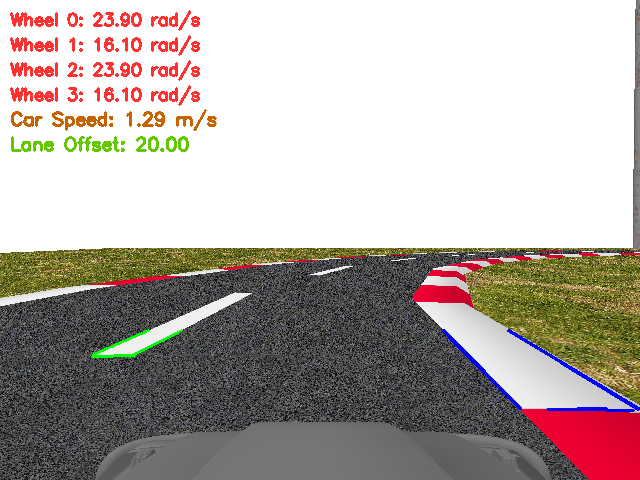 Wheel 0: 23.90 rad/s
Wheel 1: 16.10 rad/s
Wheel 2: 23.90 rad/s
Wheel 3: 16.10 rad/s
Car Speed: 1.29 m/s
Lane Offset: 20.00